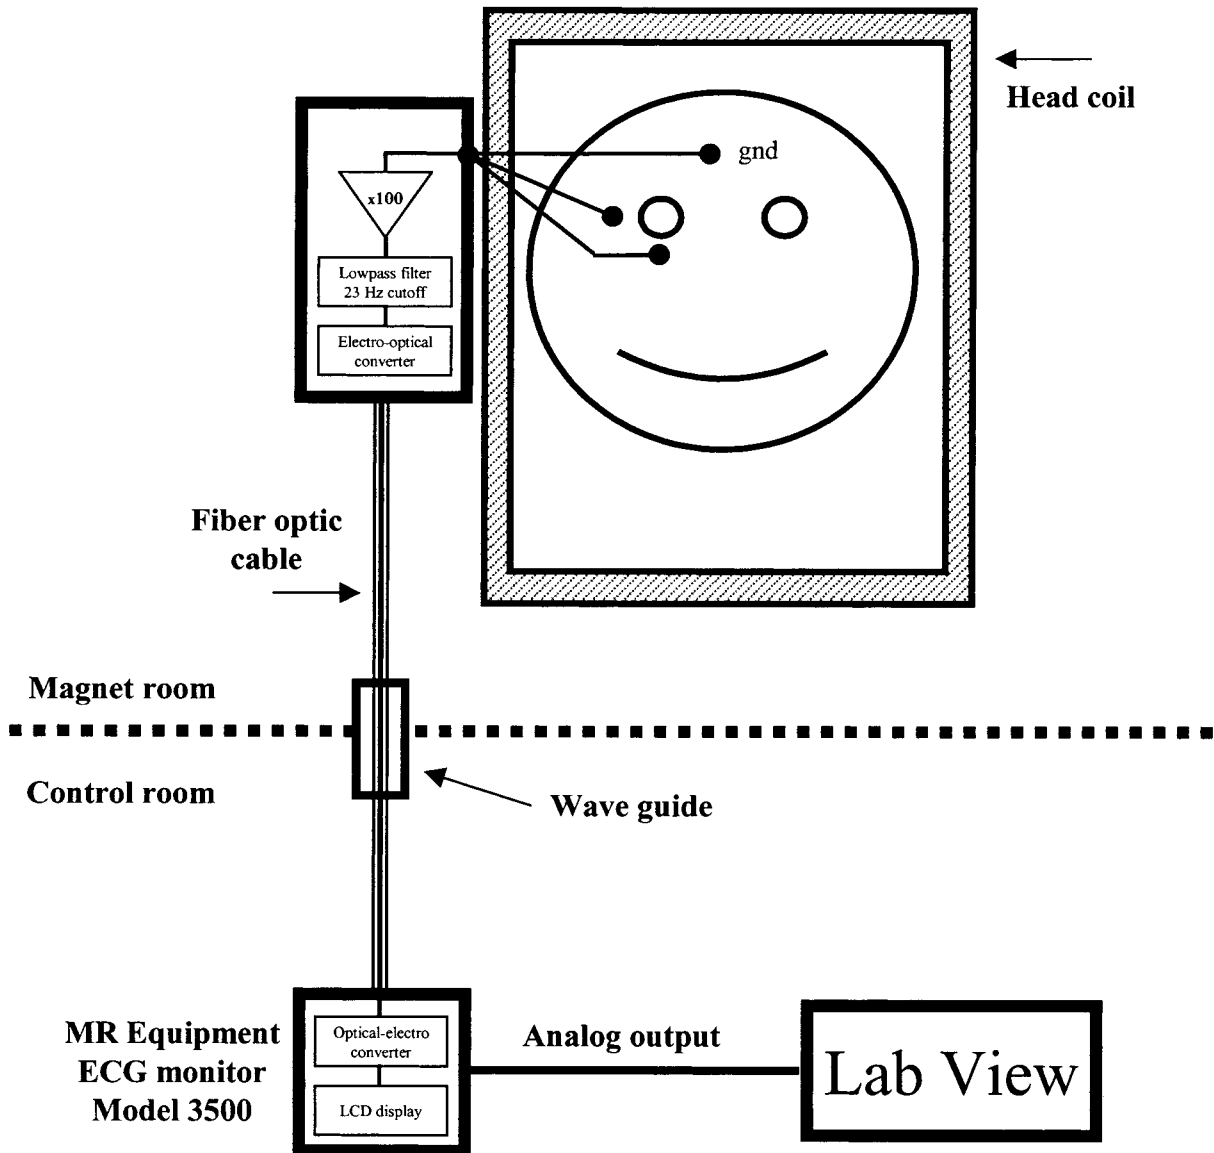 Head coil
gnd
x100
Lowpass filter
23 Hz cutoff
Electro-optical
converter
Fiber optic
cable
Magnet room
Control room
Wave guide
MR Equipment
ECG monitor
Model 3500
Optical-electro
converter
LCD display
Analog output
Lab View